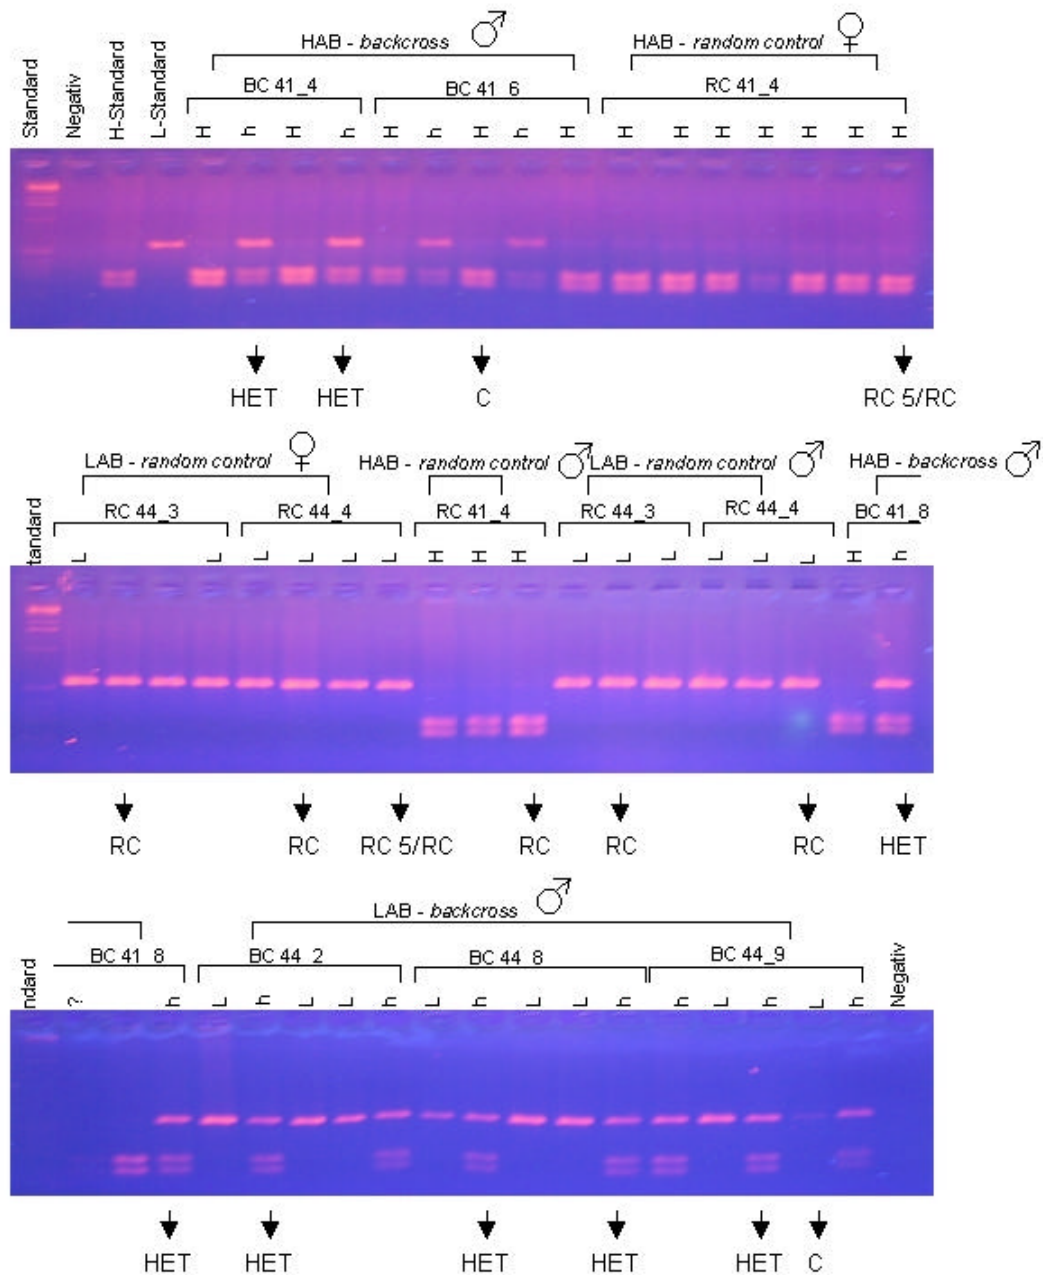 HAB - backcross ♂ HAB - random control ♀
BC 41_4 BC 41_6 RC 41_4
Standard Negativ H-Standard L-Standard H h H h H h H h H H H H H H H H
HET HET C RC 5/RC
LAB - random control ♀ HAB - random control ♂ LAB - random control ♂ HAB - backcross ♂
RC 44_3 RC 44_4 RC 41_4 RC 44_3 RC 44_4 BC 41_8
tandard L L L L L L H H H L L L L L L H h
RC RC RC 5/RC RC RC RC HET
LAB - backcross ♂
BC 41_8 BC 44_2 BC 44_8 BC 44_9
ndard ? h L h L L h L h L L h h L h L h Negativ
HET HET HET HET HET C